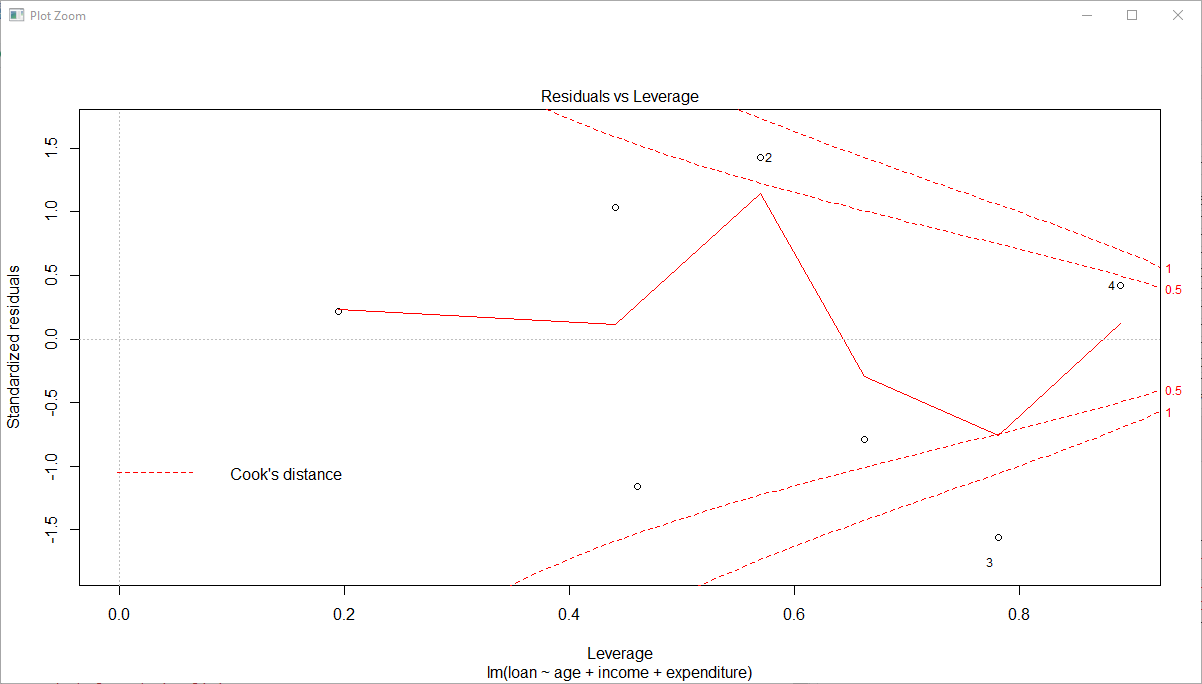 Plot Zoom
Residuals vs Leverage
Standardized residuals
1.5
1.0
0.5
0.0
-0.5
-1.0
-1.5
2
4
3
1
0.5
0.5
1
Cook's distance
0.0 0.2 0.4 0.6 0.8
Leverage
lm(loan ~ age + income + expenditure)